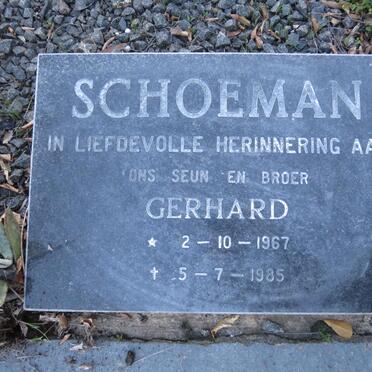 SCHOEMAN
IN LIEFDEVOLLE HERINNERING AA
ONS SEUN EN BROER
GERHARD
★ 2-10-1967
✝ 5-7-1985